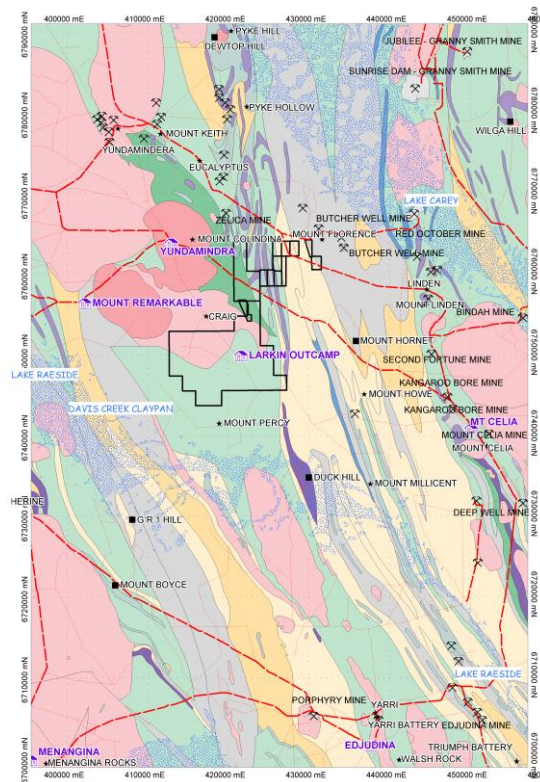 400000 mE
410000 mE
420000 mE
430000 mE
440000 mE
450000 mE
6790000 mN
PYKE HILL
DEWTOP HILL
JUBILEE - GRANNY SMITH MINE
SUNRISE DAM - GRANNY SMITH MINE
6780000 mN
PYKE HOLLOW
MOUNT KEITH
WILGA HILL
YUNDAMINDERA
EUCALYPTUS
6770000 mN
LAKE CAREY
ZELICA MINE
BUTCHER WELL MINE
MOUNT COLINDINA
MOUNT FLORENCE
RED OCTOBER MINE
YUNDAMINDRA
BUTCHER WELL MINE
6760000 mN
LINDEN
MOUNT REMARKABLE
MOUNT LINDEN
BINDAH MINE
CRAIG
MOUNT HORNET
6750000 mN
LARKIN OUTCAMP
SECOND FORTUNE MINE
LAKE RAESIDE
KANGAROO BORE MINE
MOUNT HOWE
DAVIS CREEK CLAYPAN
KANGAROO BORE MINE
MOUNT PERCY
MT CELIA
6740000 mN
MOUNT CELIA MINE
MOUNT CELIA
DUCK HILL
MOUNT MILLICENT
HERINE
6730000 mN
G R 1 HILL
DEEP WELL MINE
MOUNT BOYCE
6720000 mN
6710000 mN
LAKE RAESIDE
PORPHYRY MINE
YARRI
YARRI BATTERY
EDJUDINA MINE
MENANGINA
EDJUDINA
TRIUMPH BATTERY
MENANGINA ROCKS
WALSH ROCK
6700000 mN
400000 mE
410000 mE
420000 mE
430000 mE
440000 mE
450000 mE